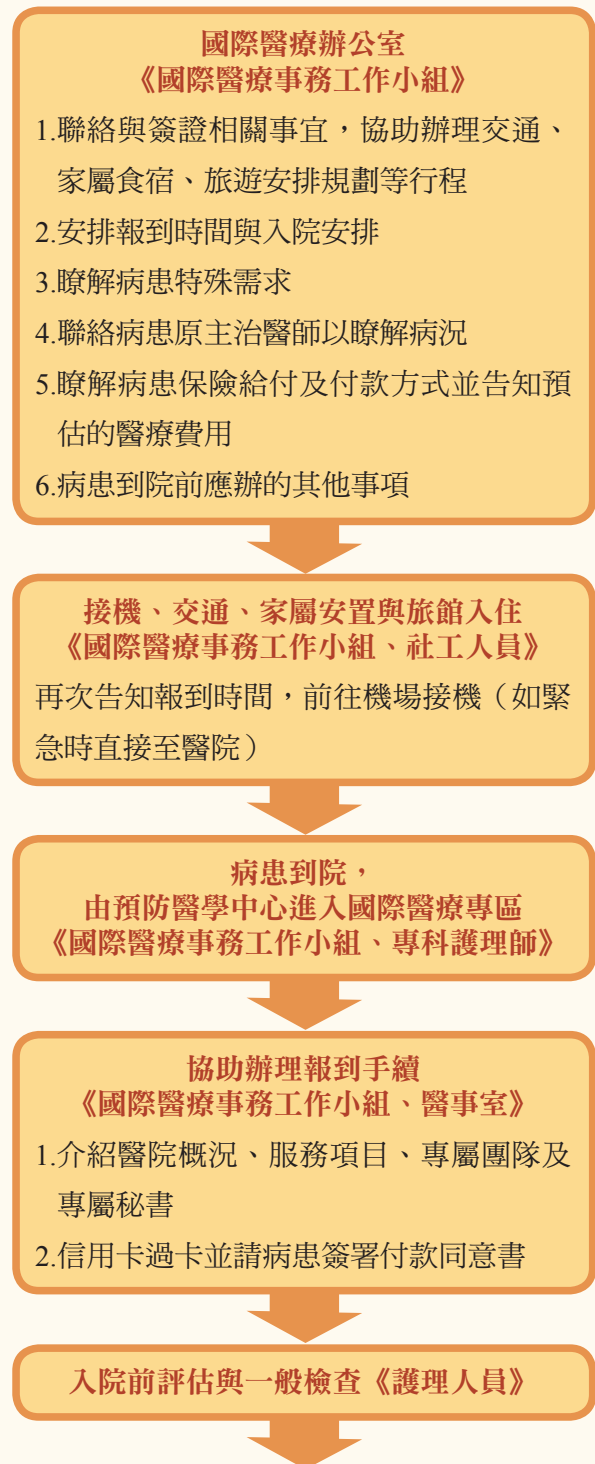 國際醫療辦公室
《國際醫療事務工作小組》
1.聯絡與簽證相關事宜，協助辦理交通、
家屬食宿、旅遊安排規劃等行程
2.安排報到時間與入院安排
3.瞭解病患特殊需求
4.聯絡病患原主治醫師以瞭解病況
5.瞭解病患保險給付及付款方式並告知預
估的醫療費用
6.病患到院前應辦的其他事項
接機、交通、家屬安置與旅館入住
《國際醫療事務工作小組、社工人員》
再次告知報到時間，前往機場接機（如緊
急時直接至醫院）
病患到院，
由預防醫學中心進入國際醫療專區
《國際醫療事務工作小組、專科護理師》
協助辦理報到手續
《國際醫療事務工作小組、醫事室》
1.介紹醫院概況、服務項目、專屬團隊及
專屬秘書
2.信用卡過卡並請病患簽署付款同意書
入院前評估與一般檢查《護理人員》